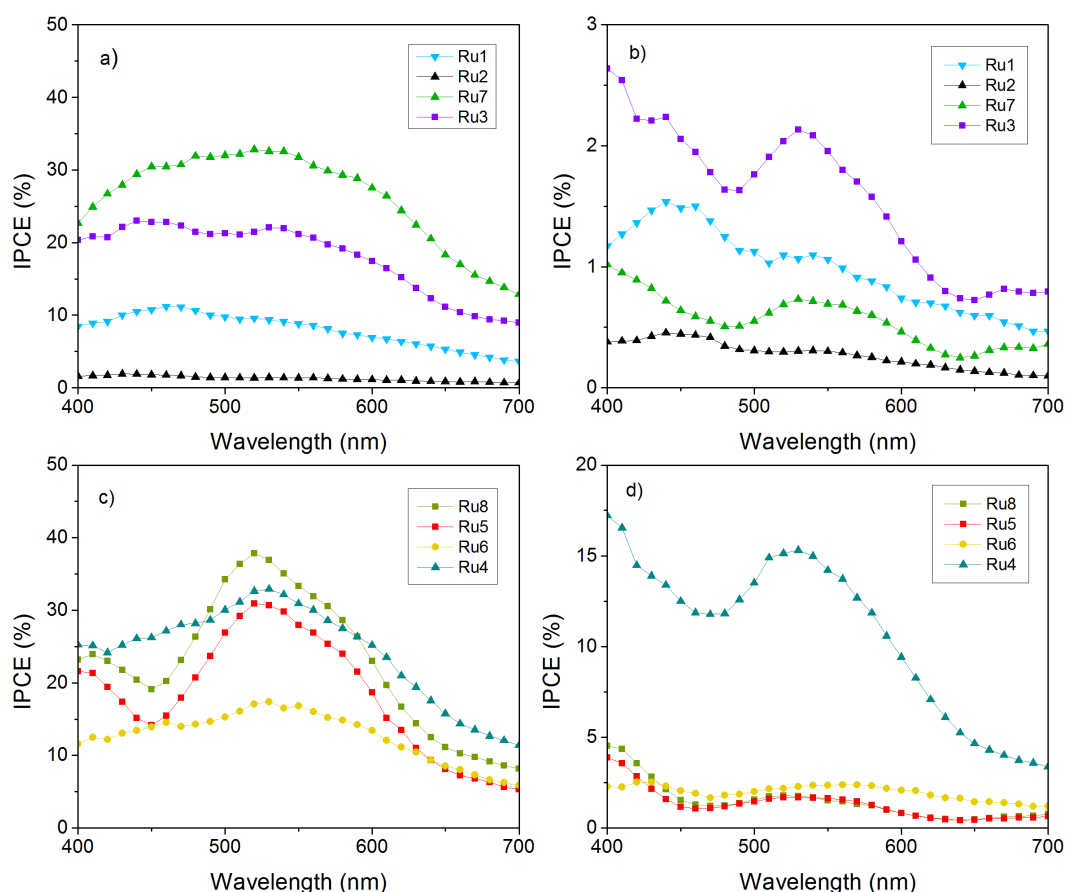 a)
Ru1
Ru2
Ru7
Ru3
50
40
30
20
10
0
IPCE (%)
400 500 600 700
Wavelength (nm)
b)
Ru1
Ru2
Ru7
Ru3
3
2
1
0
IPCE (%)
400 500 600 700
Wavelength (nm)
c)
Ru8
Ru5
Ru6
Ru4
50
40
30
20
10
0
IPCE (%)
400 500 600 700
Wavelength (nm)
d)
Ru8
Ru5
Ru6
Ru4
20
15
10
5
0
IPCE (%)
400 500 600 700
Wavelength (nm)